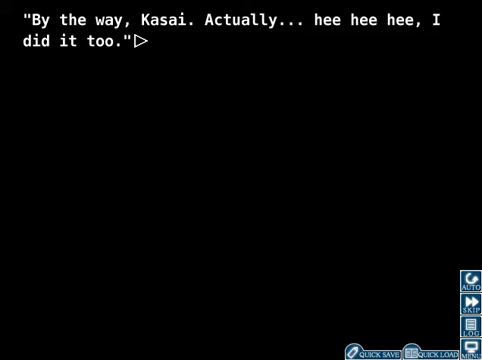 "By the way, Kasai. Actually... hee hee hee, I
did it too."
AUTO
SKIP
LOG
QUICK SAVE
QUICK LOAD
MENU